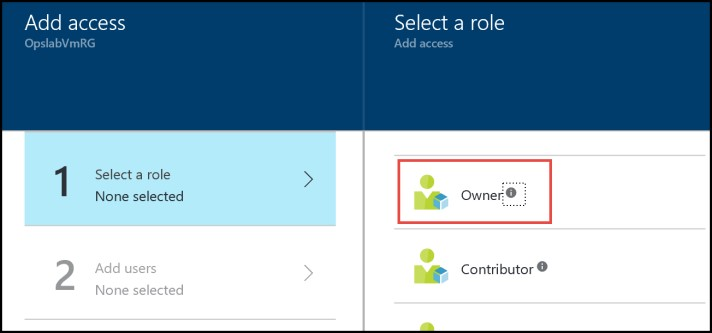 Add access
OpslabVmRG
1
Select a role
None selected
2
Add users
None selected
Select a role
Add access
Owner
Contributor